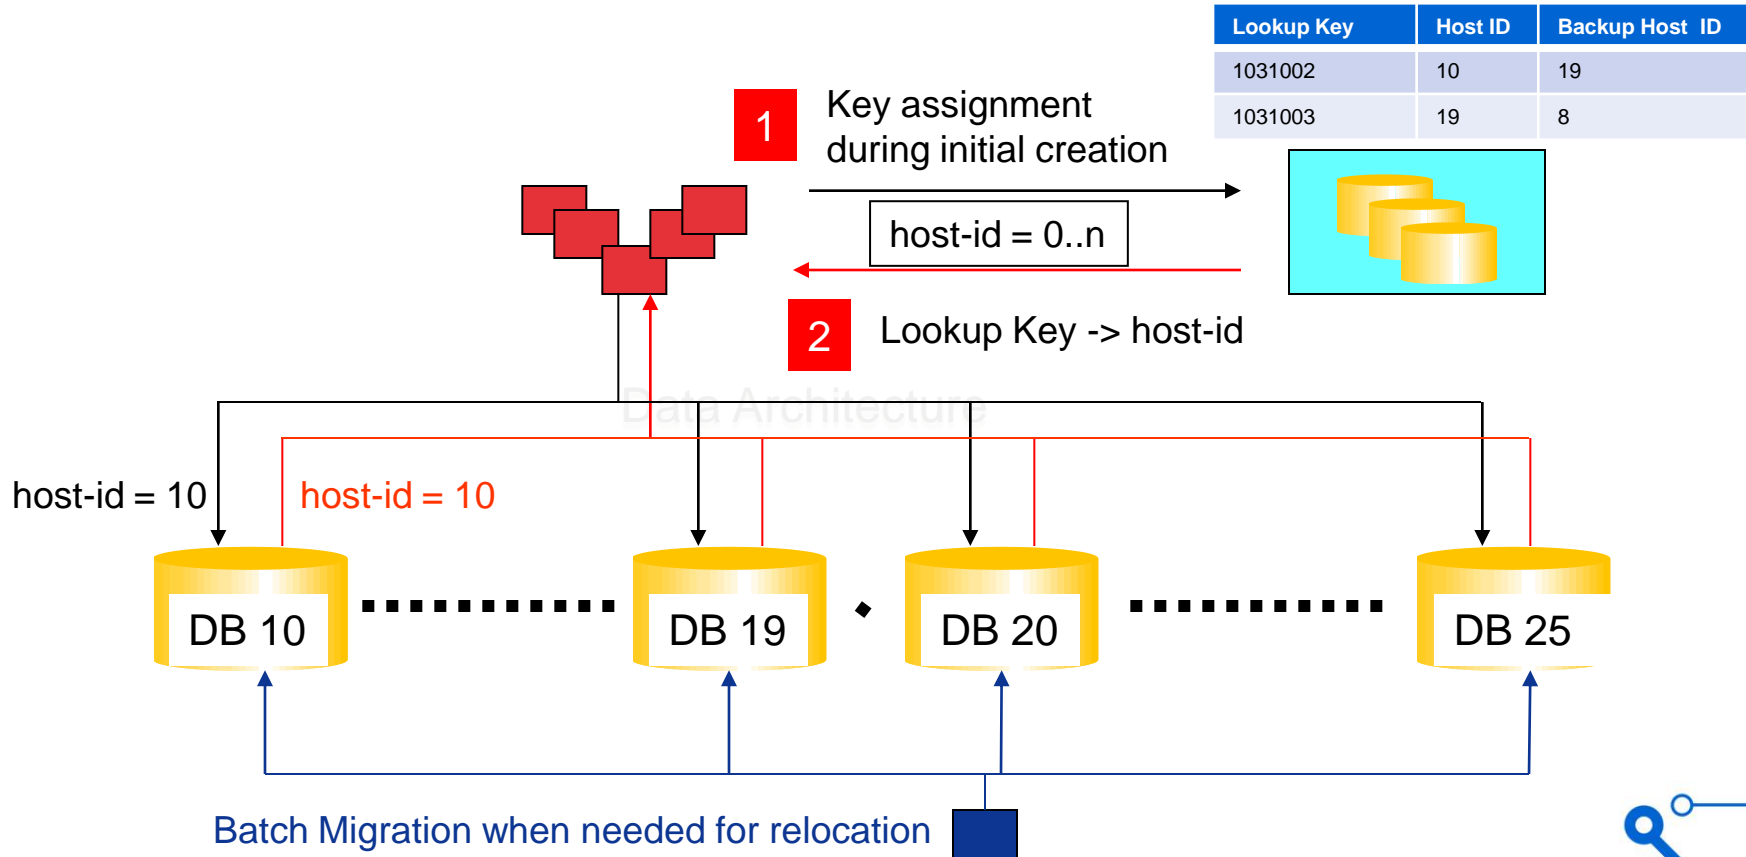 Lookup Key Host ID Backup Host ID
1031002 10 19
1031003 19 8
1 Key assignment
during initial creation
host-id = 0..n
2 Lookup Key -> host-id
Data Architecture
host-id = 10 host-id = 10
DB 10 DB 19 DB 20 DB 25
Batch Migration when needed for relocation